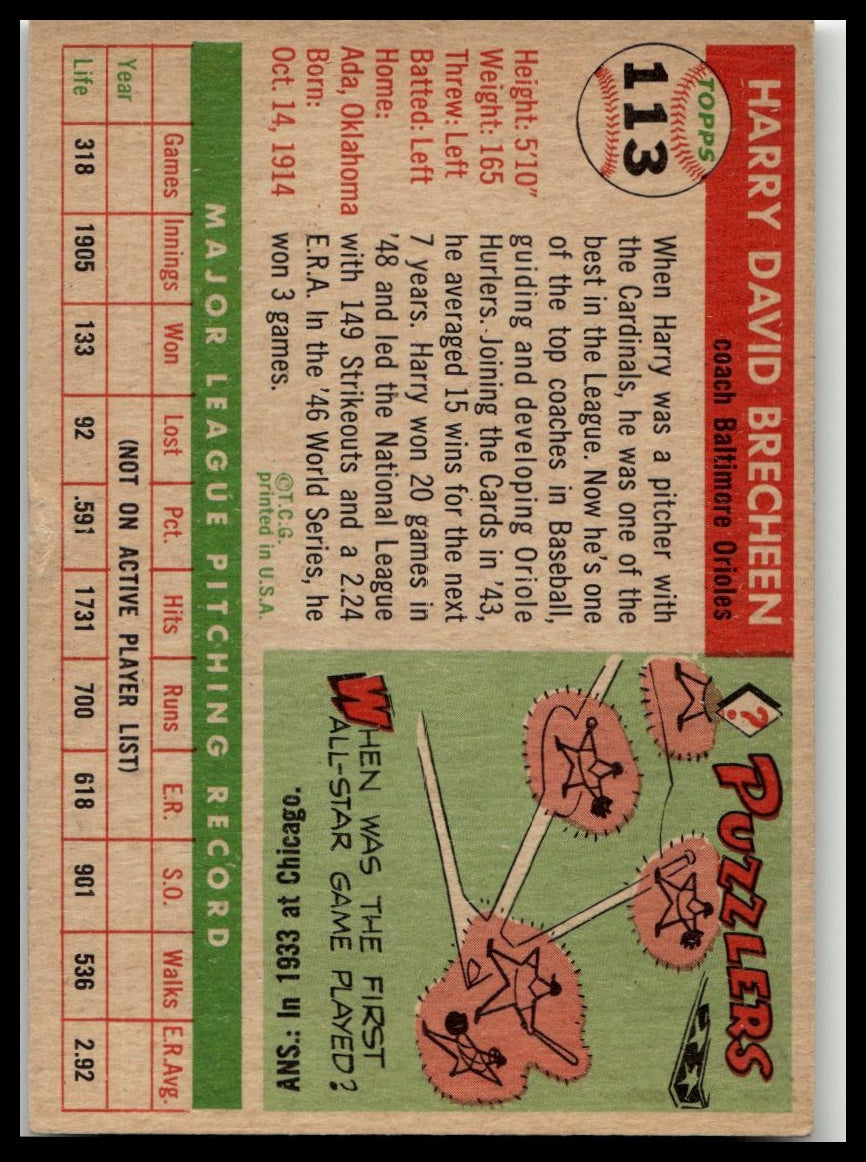 TOPPS
113
HARRY DAVID BRECHEEN
coach Baltimore Orioles
Height: 5'10"
Weight: 165
Threw: Left
Batted: Left
Home:
Ada, Oklahoma
Born:
Oct. 14, 1914
When Harry was a pitcher with
the Cardinals, he was one of the
best in the League. Now he's one
of the top coaches in Baseball,
guiding and developing Oriole
Hurlers. Joining the Cards in '43,
he averaged 15 wins for the next
7 years. Harry won 20 games in
'48 and led the National League
with 149 Strikeouts and a 2.24
E.R.A. In the '46 World Series, he
won 3 games.
©T.C.G.
printed in U.S.A.
? PUZZLERS
WHEN WAS THE FIRST
ALL-STAR GAME PLAYED?
ANS.: In 1933 at Chicago.
MAJOR LEAGUE PITCHING RECORD
Games Innings Won Lost Pct. Hits Runs E.R. S.O. Walks E.R.Avg.
Year (NOT ON ACTIVE PLAYER LIST)
Life 318 1905 133 92 .591 1731 700 618 901 536 2.92